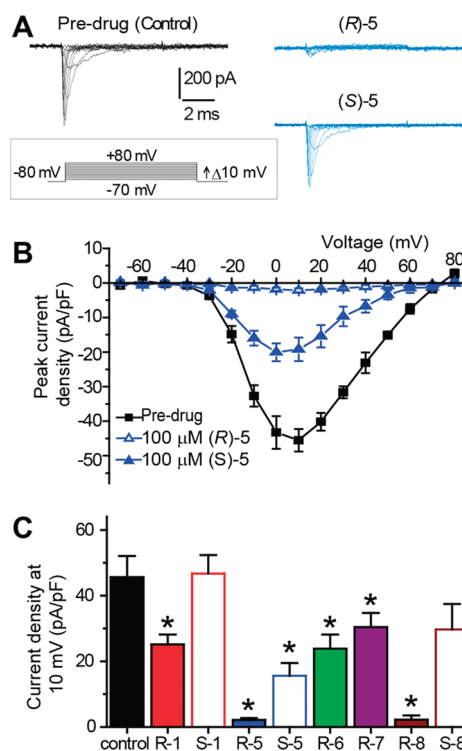 A
Pre-drug (Control)
(R)-5
200 pA
2 ms
(S)-5
+80 mV
-80 mV
↑Δ10 mV
-70 mV
B
Voltage (mV)
-60 -40 -20 0 20 40 60 80
10
0
-10
-20
-30
-40
-50
Peak current
density (pA/pF)
Pre-drug
100 μM (R)-5
100 μM (S)-5
C
60
40
20
0
Current density at
10 mV (pA/pF)
* * * * * *
control R-1 S-1 R-5 S-5 R-6 R-7 R-8 S-8